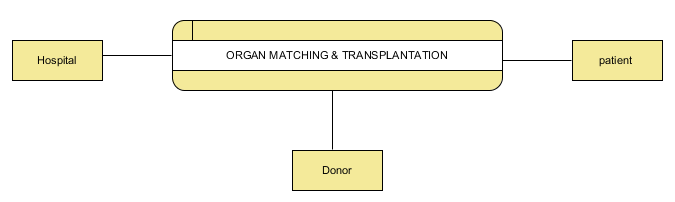 Hospital
ORGAN MATCHING & TRANSPLANTATION
patient
Donor